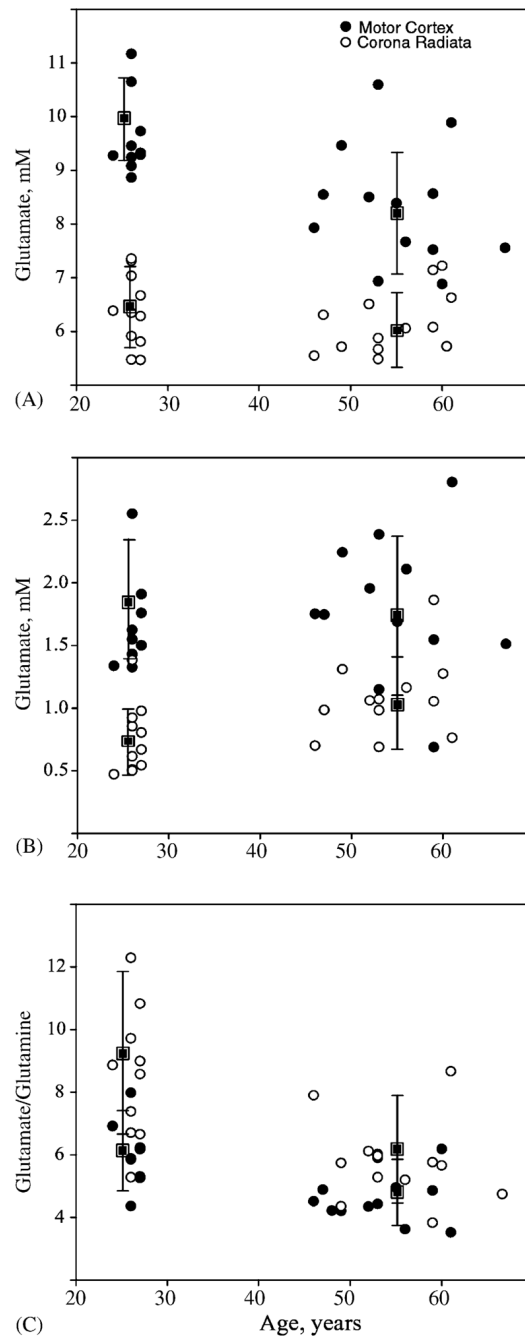 Motor Cortex
Corona Radiata
11
10
9
8
7
6
Glutamate, mM
(A)
20 30 40 50 60
2.5
2.0
1.5
1.0
0.5
Glutamate, mM
(B)
20 30 40 50 60
12
10
8
6
4
Glutamate/Glutamine
(C)
20 30 40 50 60
Age, years